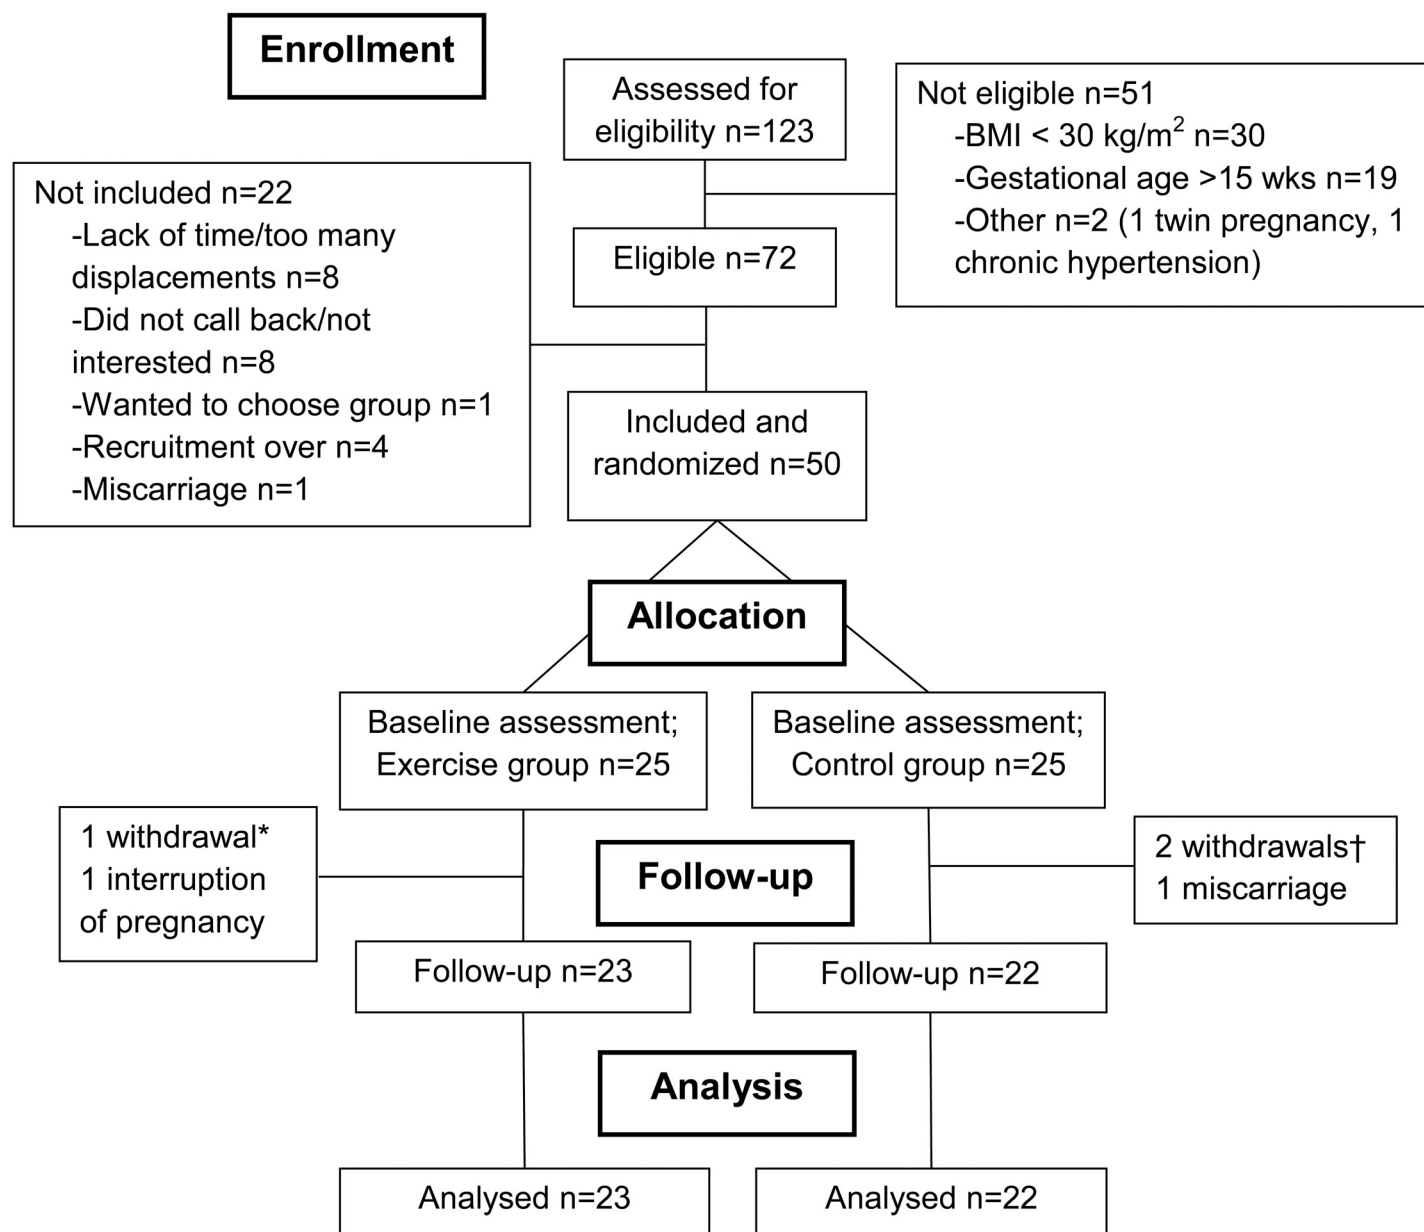 Enrollment
Assessed for
eligibility n=123
Not eligible n=51
-BMI < 30 kg/m² n=30
-Gestational age >15 wks n=19
-Other n=2 (1 twin pregnancy, 1
chronic hypertension)
Not included n=22
-Lack of time/too many
displacements n=8
-Did not call back/not
interested n=8
-Wanted to choose group n=1
-Recruitment over n=4
-Miscarriage n=1
Eligible n=72
Included and
randomized n=50
Allocation
Baseline assessment;
Exercise group n=25
Baseline assessment;
Control group n=25
1 withdrawal*
1 interruption
of pregnancy
Follow-up
2 withdrawals†
1 miscarriage
Follow-up n=23
Follow-up n=22
Analysis
Analysed n=23
Analysed n=22